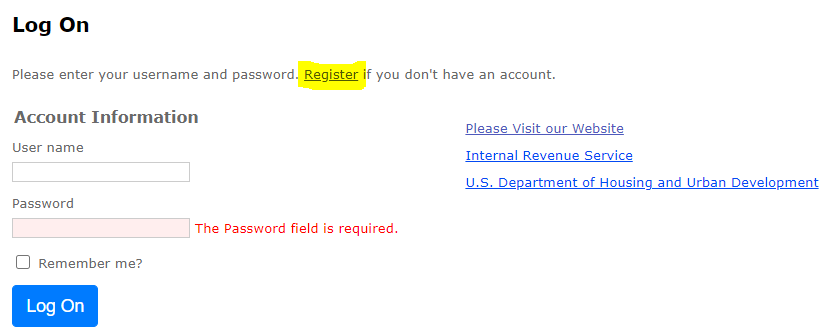 Log On
Please enter your username and password. Register if you don't have an account.
Account Information
User name
Password
The Password field is required.
Remember me?
Log On
Please Visit our Website
Internal Revenue Service
U.S. Department of Housing and Urban Development